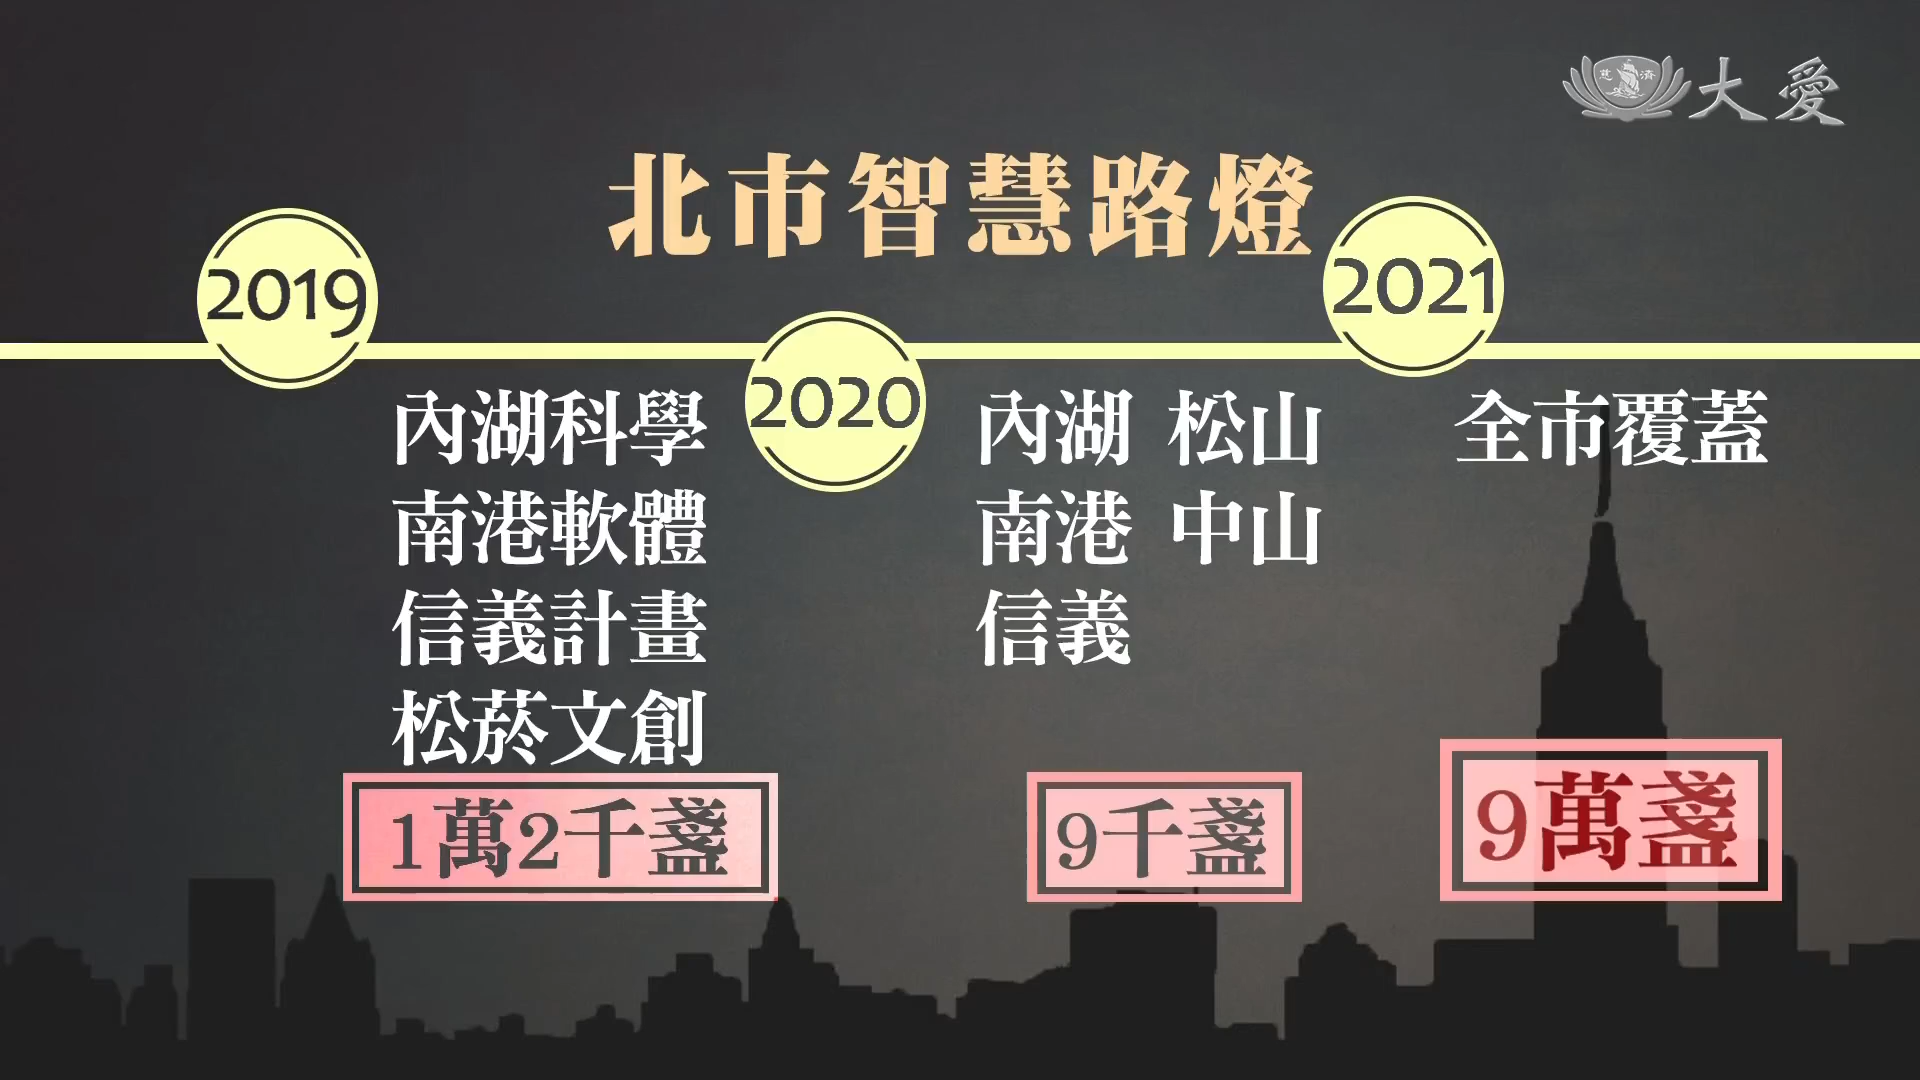 慈濟
大愛
北市智慧路燈
2019
內湖科學
南港軟體
信義計畫
松菸文創
1萬2千盞
2020
內湖 松山
南港 中山
信義
9千盞
2021
全市覆蓋
9萬盞